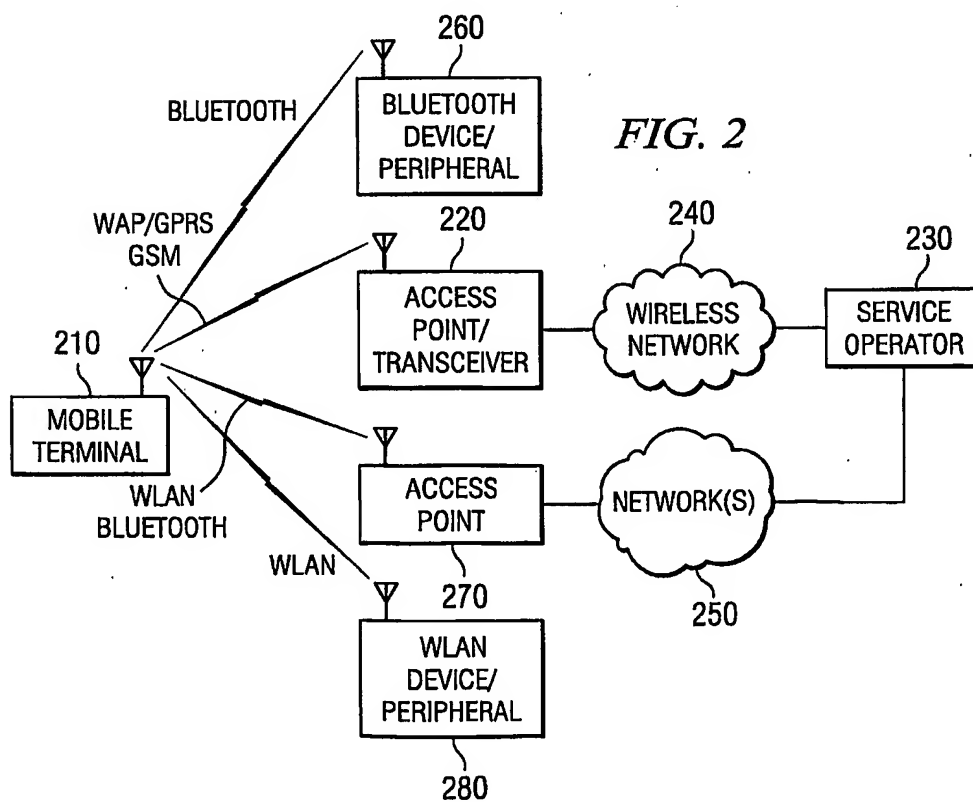 260
BLUETOOTH
BLUETOOTH
DEVICE/
PERIPHERAL
FIG. 2
WAP/GPRS
GSM
220
ACCESS
POINT/
TRANSCEIVER
240
WIRELESS
NETWORK
230
SERVICE
OPERATOR
210
MOBILE
TERMINAL
WLAN
BLUETOOTH
ACCESS
POINT
270
NETWORK(S)
250
WLAN
WLAN
DEVICE/
PERIPHERAL
280